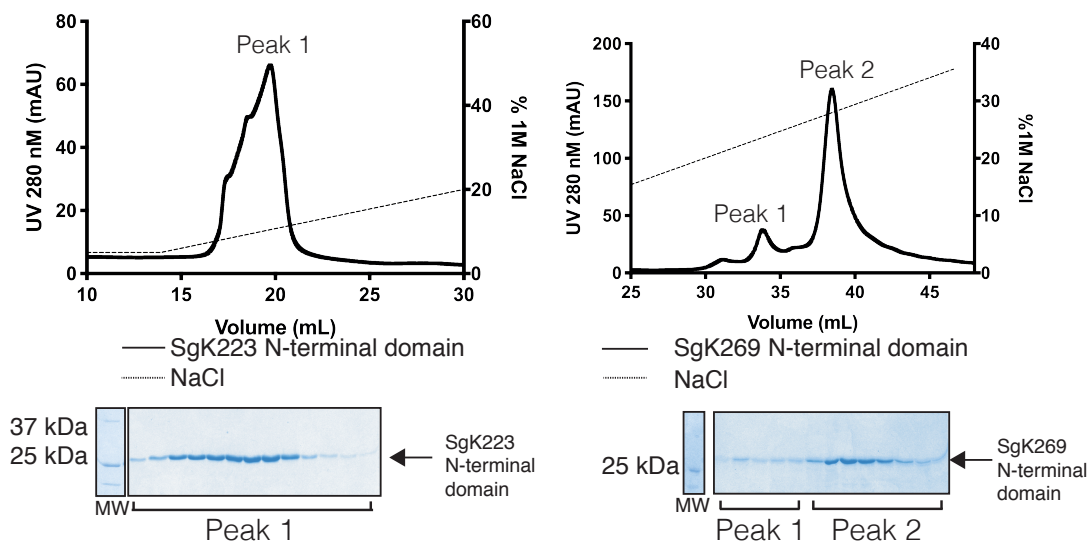 Peak 1
UV 280 nM (mAU)
80
60
40
20
0
60
40
20
0
% 1M NaCl
10
15
20
25
30
Volume (mL)
SgK223 N-terminal domain
NaCl
Peak 1
Peak 2
UV 280 nM (mAU)
200
150
100
50
0
40
30
20
10
0
%1M NaCl
25
30
35
40
45
Volume (mL)
SgK269 N-terminal domain
NaCl
37 kDa
25 kDa
MW
SgK223
N-terminal
domain
Peak 1
25 kDa
MW
SgK269
N-terminal
domain
Peak 1
Peak 2